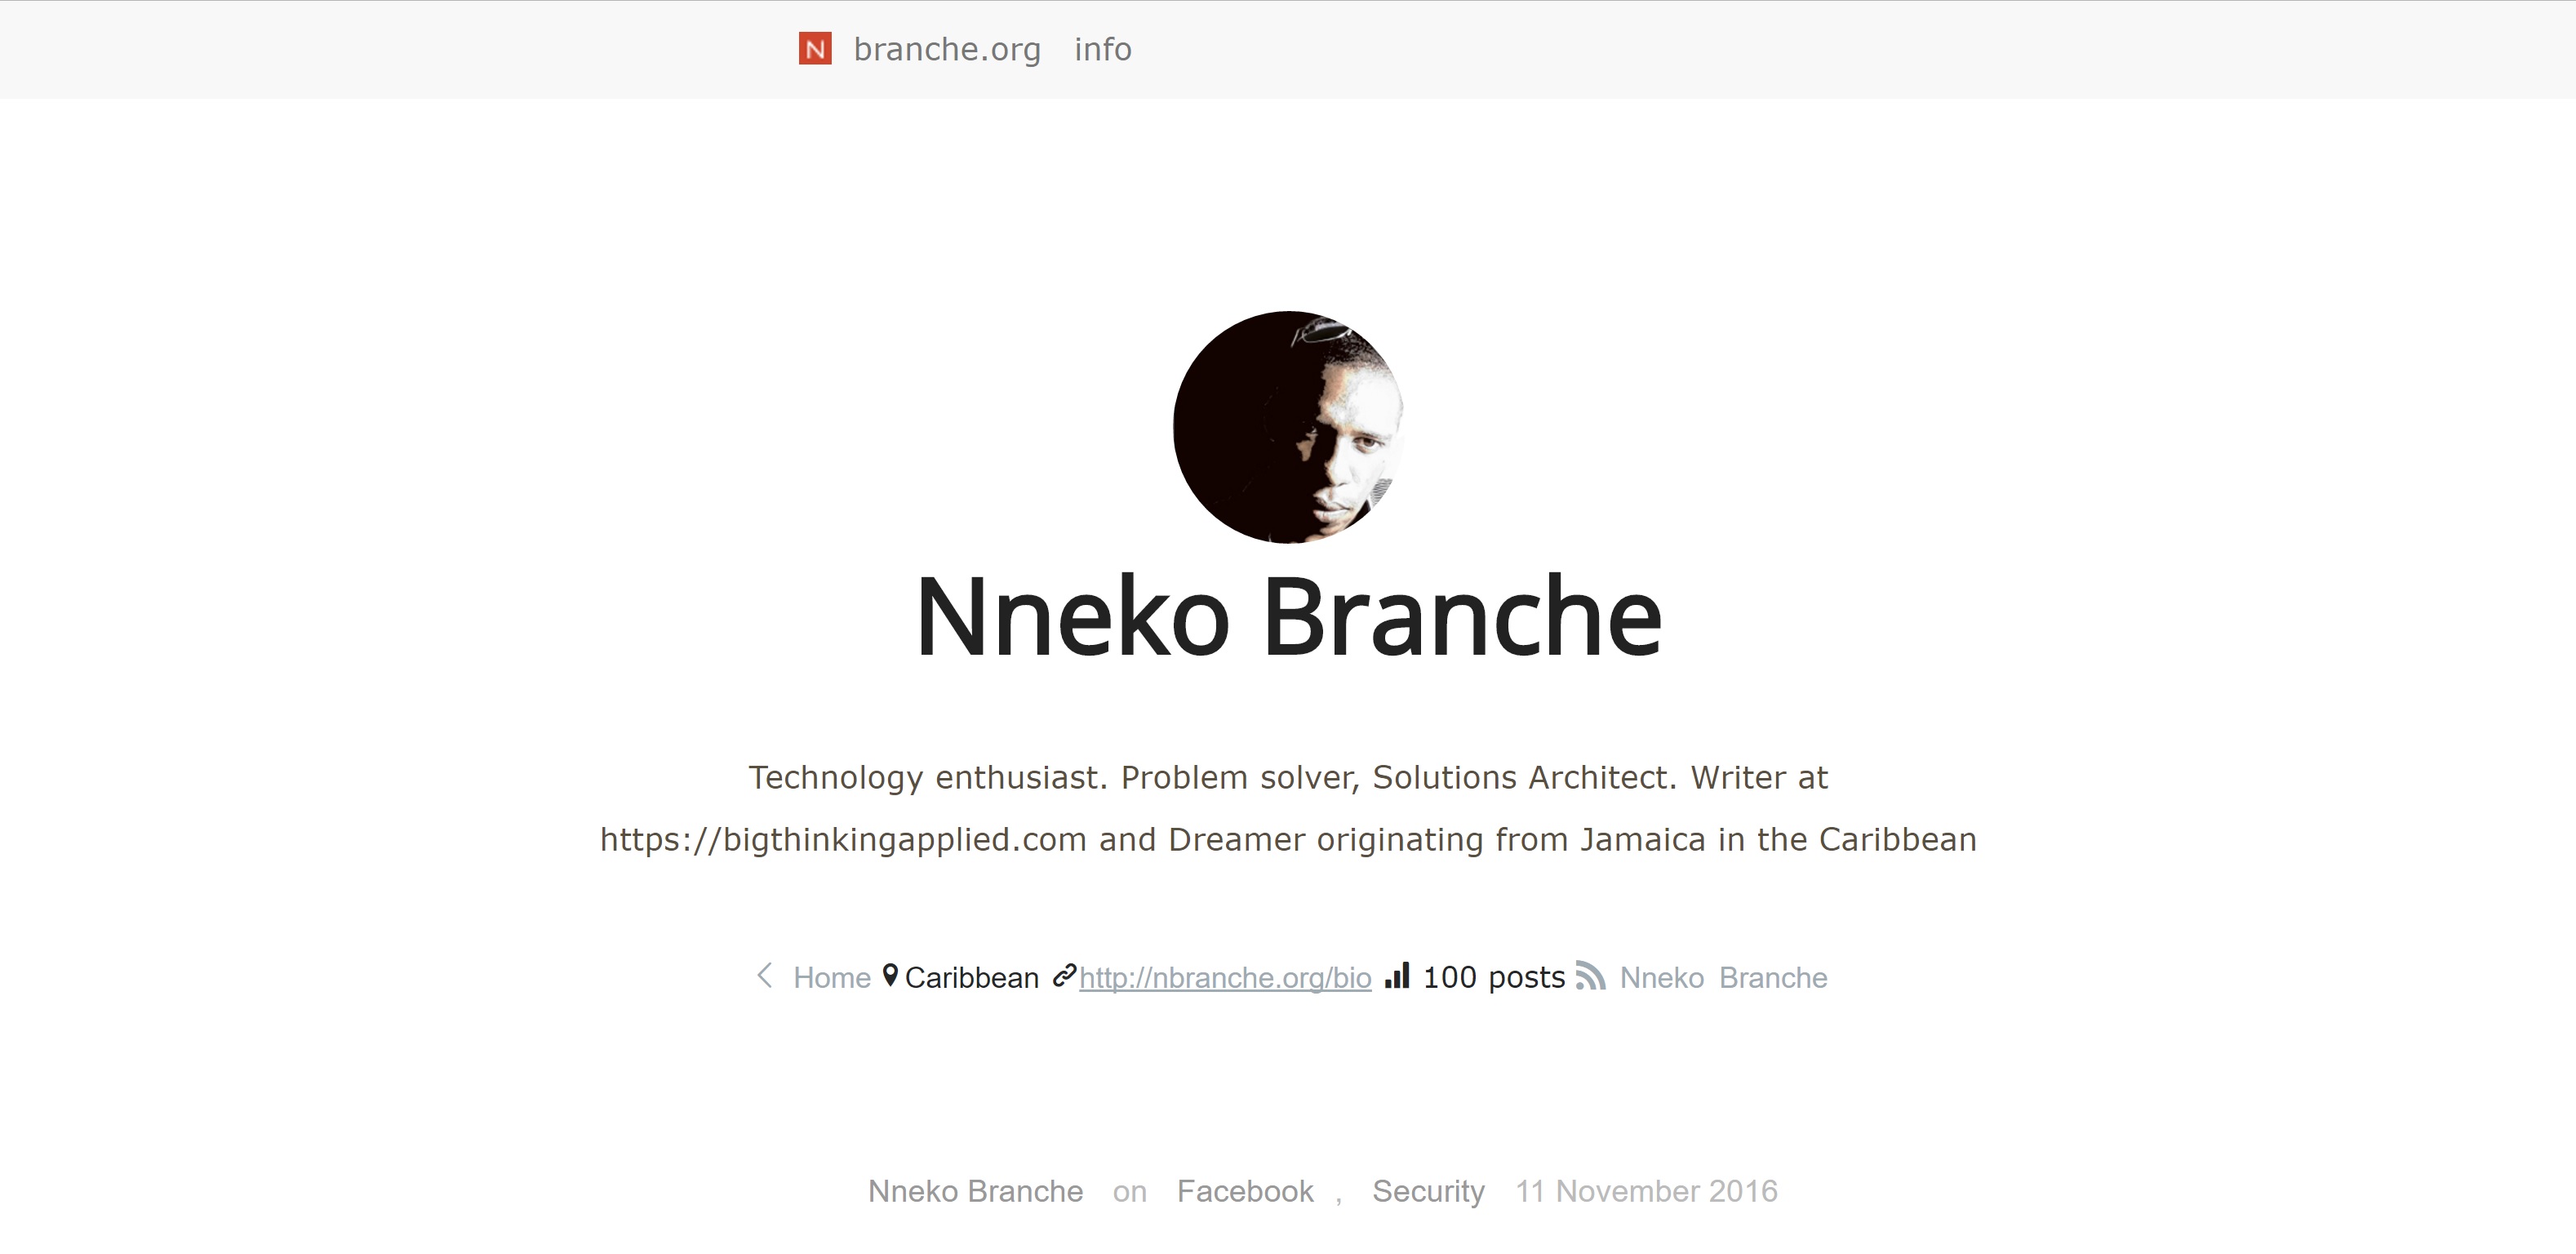 N branche.org info
Nneko Branche
Technology enthusiast. Problem solver, Solutions Architect. Writer at
https://bigthinkingapplied.com and Dreamer originating from Jamaica in the Caribbean
Home Caribbean http://nbranche.org/bio 100 posts Nneko Branche
Nneko Branche on Facebook , Security 11 November 2016